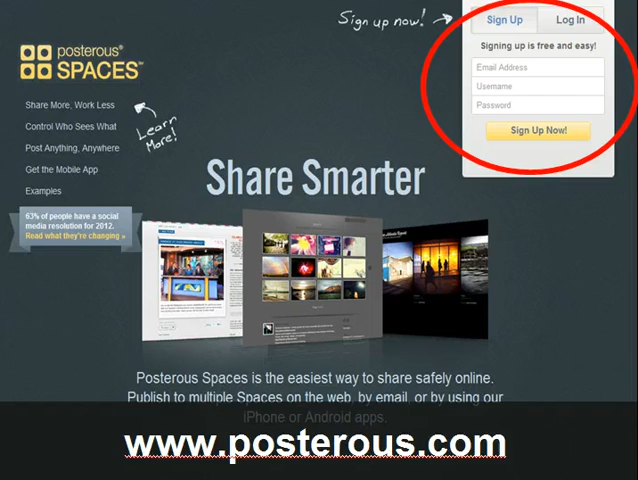 Sign up now!
Sign Up
Log In
Signing up is free and easy!
Email Address
Username
Password
Sign Up Now!
posterous®
SPACES™
Share More, Work Less
Control Who Sees What
Post Anything, Anywhere
Get the Mobile App
Examples
Learn
More!
63% of people have a social
media resolution for 2012.
Read what they're changing »
Share Smarter
Posterous Spaces is the easiest way to share safely online.
Publish to multiple Spaces on the web, by email, or by using our
iPhone or Android apps.
www.posterous.com